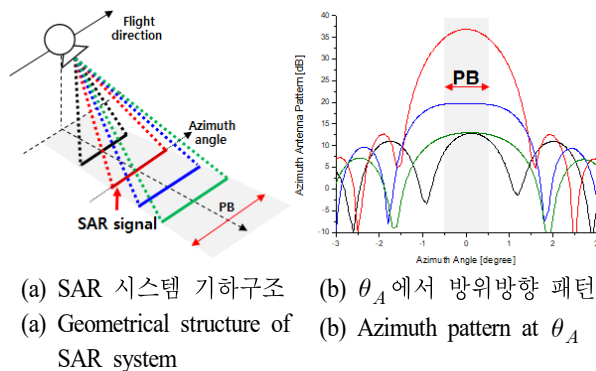 Flight
direction
Azimuth
angle
PB
SAR signal
Azimuth Antenna Pattern [dB]
40
35
30
25
20
15
10
5
0
-5
-10
PB
-3 -2 -1 0 1 2 3
Azimuth Angle [degree]
(a) SAR 시스템 기하구조
(a) Geometrical structure of
SAR system
(b) θA에서 방위방향 패턴
(b) Azimuth pattern at θA